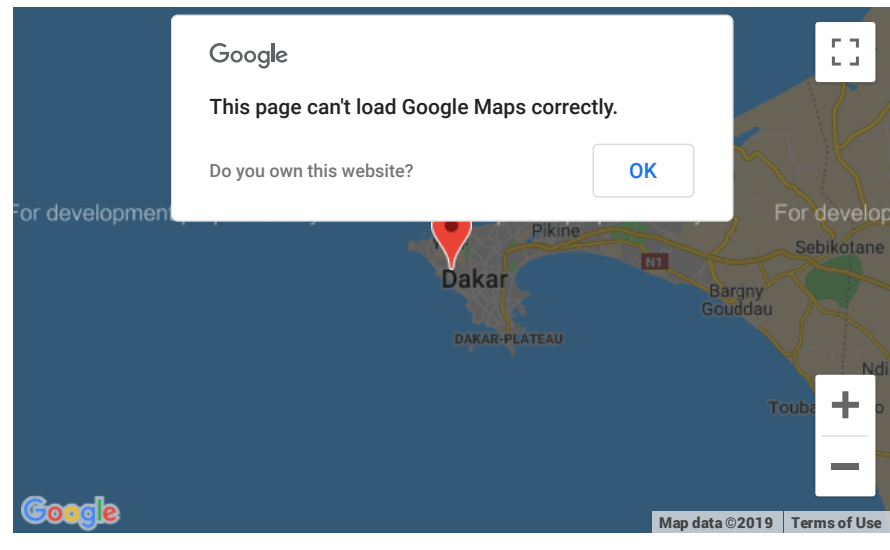 Google
This page can't load Google Maps correctly.
Do you own this website?
OK
For development
For develop
Pikine
Sebikotane
N1
Dakar
Bargny
Gouddau
DAKAR-PLATEAU
Ndi
Touba
o
Google
Map data ©2019
Terms of Use